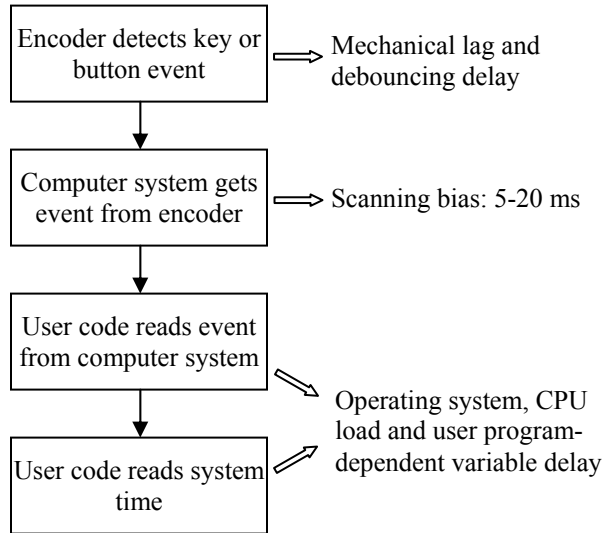 Encoder detects key or
button event
Mechanical lag and
debouncing delay
Computer system gets
event from encoder
Scanning bias: 5-20 ms
User code reads event
from computer system
Operating system, CPU
load and user program-
dependent variable delay
User code reads system
time